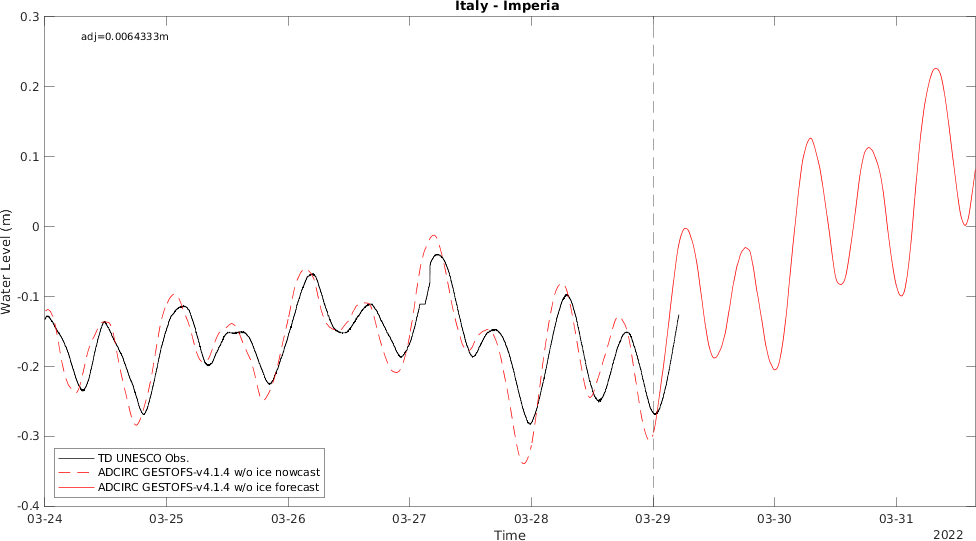 Italy - Imperia
adj=0.0064333m
0.3
0.2
0.1
0
-0.1
-0.2
-0.3
-0.4
Water Level (m)
TD UNESCO Obs.
ADCIRC GESTOFS-v4.1.4 w/o ice nowcast
ADCIRC GESTOFS-v4.1.4 w/o ice forecast
03-24 03-25 03-26 03-27 03-28 03-29 03-30 03-31
Time
2022